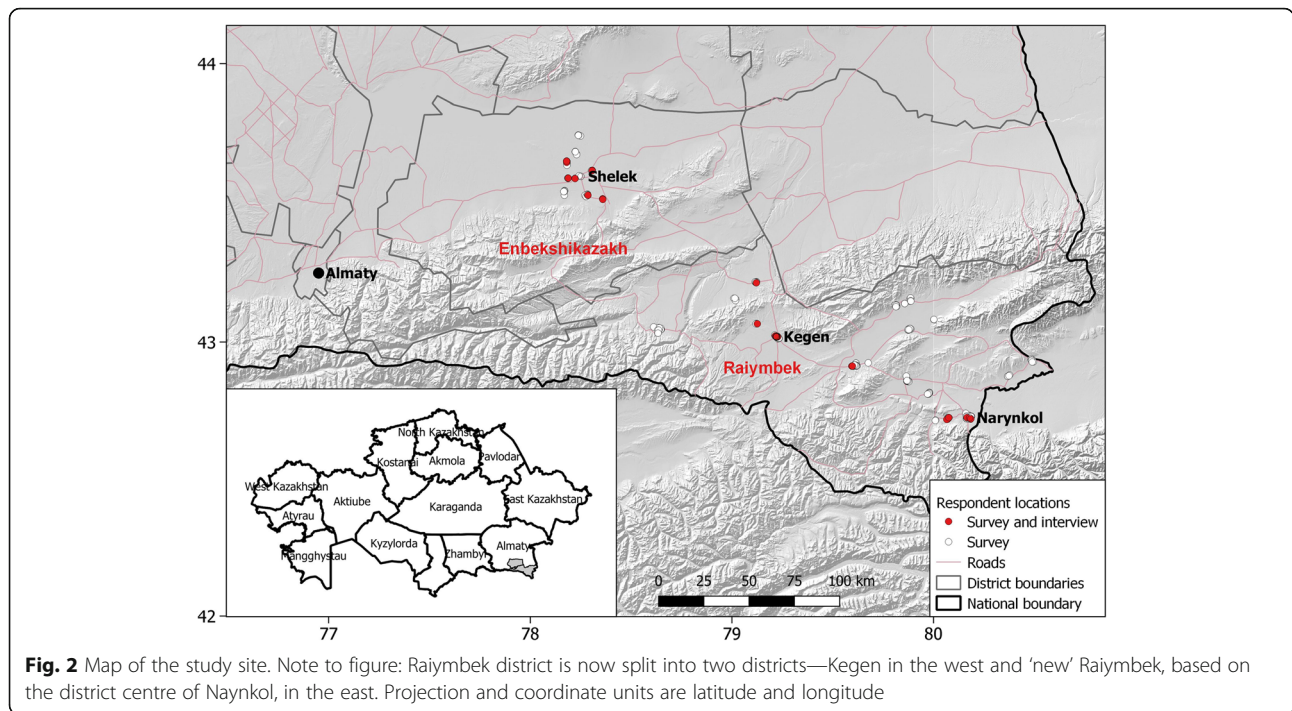 44
43
42
77
78
79
80
Shelek
Enbekshikazakh
Almaty
Kegen
Raiymbek
Narynkol
North Kazakhstan
Kostanai
Akmola
Pavlodar
West Kazakhstan
Aktiube
Karaganda
East Kazakhstan
Atyrau
Mangghystau
Kyzylorda
Zhambyl
Almaty
Respondent locations
Survey and interview
Survey
Roads
District boundaries
National boundary
0 25 50 75 100 km
Fig. 2 Map of the study site. Note to figure: Raiymbek district is now split into two districts—Kegen in the west and ‘new’ Raiymbek, based on
the district centre of Naynkol, in the east. Projection and coordinate units are latitude and longitude